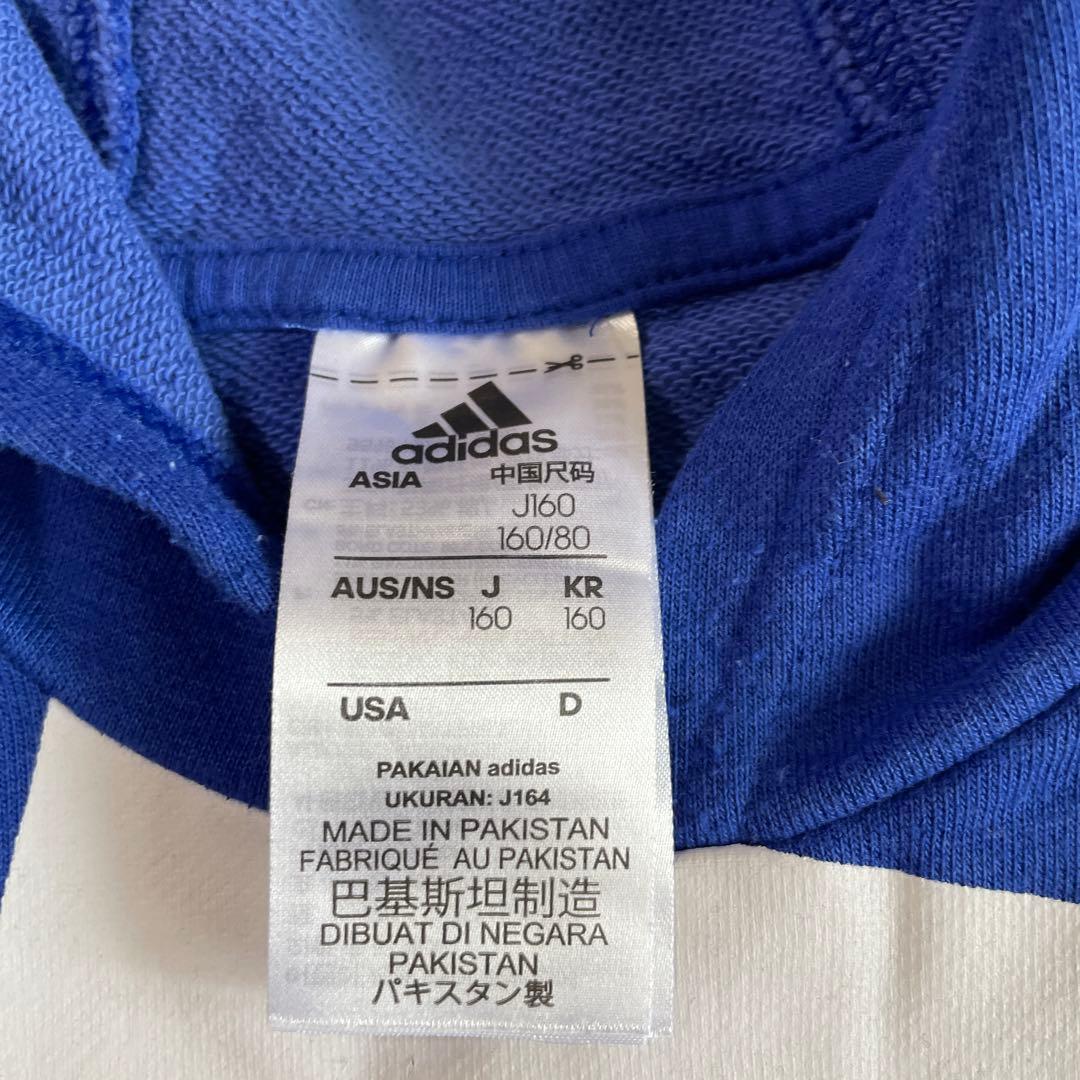 adidas
ASIA 中国尺码
J160
160/80
AUS/NS J KR
160 160
USA D
PAKAIAN adidas
UKURAN: J164
MADE IN PAKISTAN
FABRIQUÉ AU PAKISTAN
巴基斯坦制造
DIBUAT DI NEGARA
PAKISTAN
パキスタン製